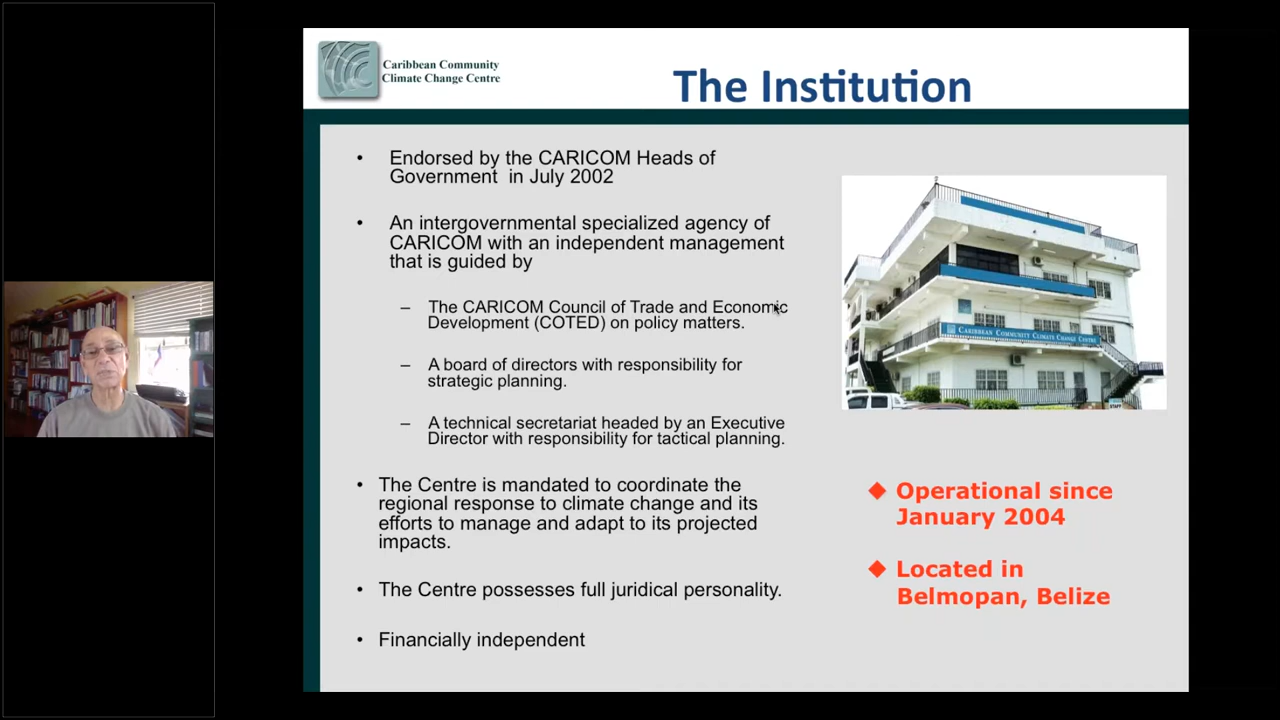 Caribbean Community
Climate Change Centre
The Institution
• Endorsed by the CARICOM Heads of
Government in July 2002
• An intergovernmental specialized agency of
CARICOM with an independent management
that is guided by
– The CARICOM Council of Trade and Economic
Development (COTED) on policy matters.
– A board of directors with responsibility for
strategic planning.
– A technical secretariat headed by an Executive
Director with responsibility for tactical planning.
• The Centre is mandated to coordinate the
regional response to climate change and its
efforts to manage and adapt to its projected
impacts.
• The Centre possesses full juridical personality.
• Financially independent
CARIBBEAN COMMUNITY CLIMATE CHANGE CENTRE
STAFF
◆ Operational since
January 2004
◆ Located in
Belmopan, Belize